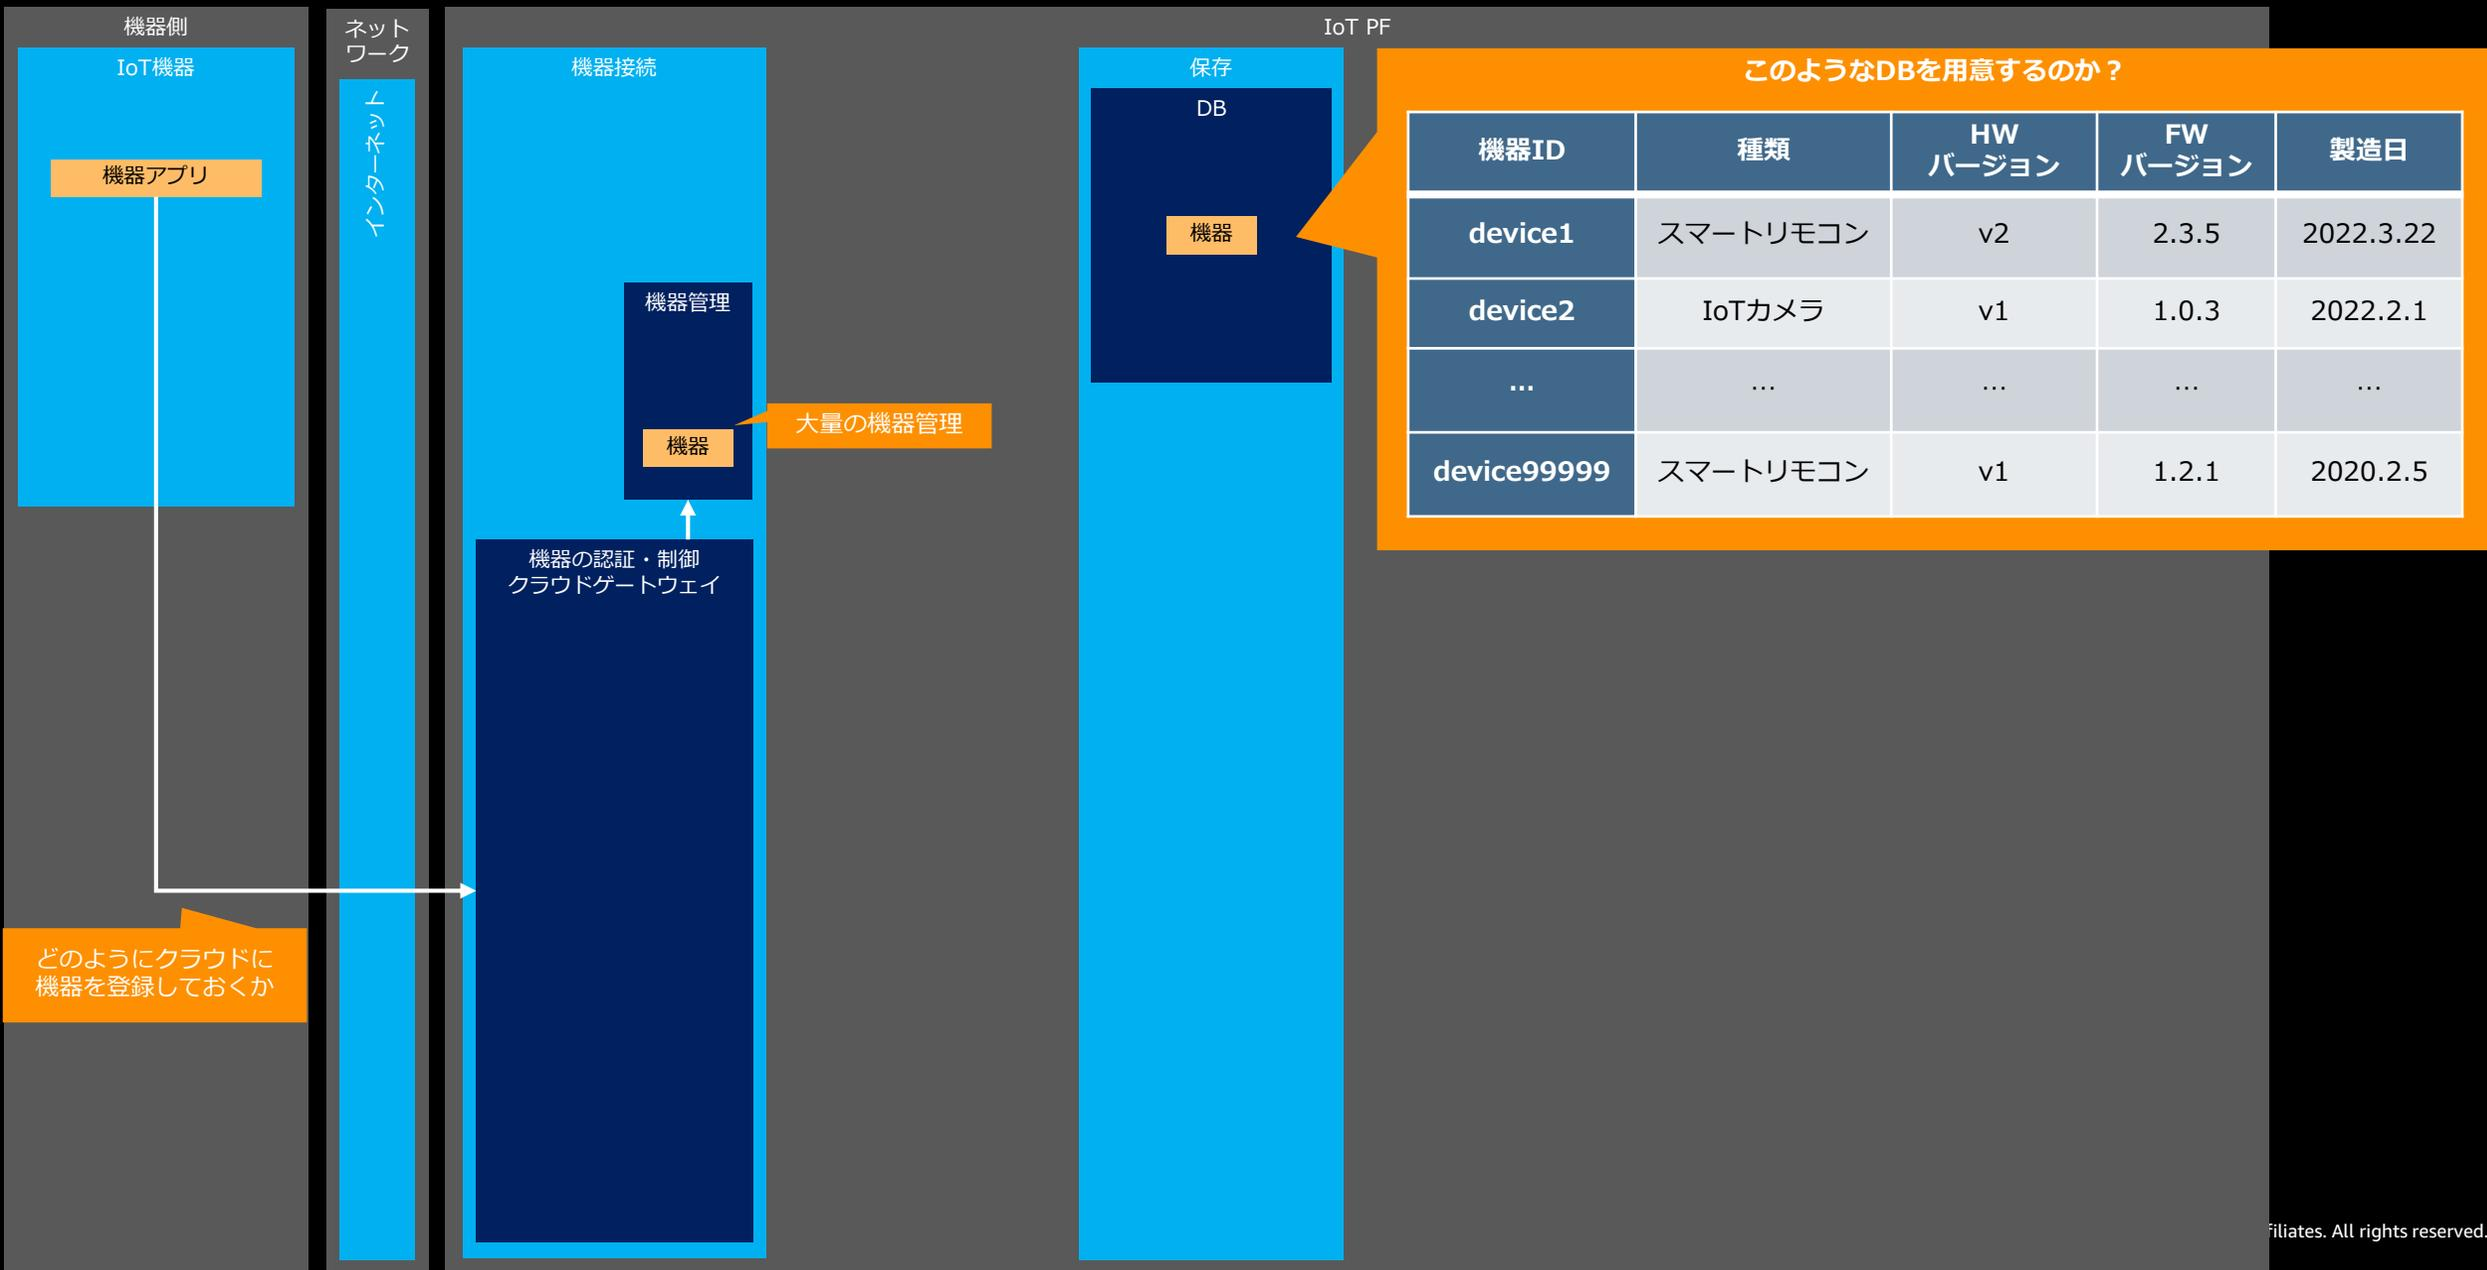 機器側
IoT機器
機器アプリ
どのようにクラウドに
機器を登録しておくか
ネット
ワーク
インターネット
IoT PF
機器接続
機器管理
機器
大量の機器管理
機器の認証・制御
クラウドゲートウェイ
保存
DB
機器
このようなDBを用意するのか？
機器ID 種類 HW FW 製造日
バージョン バージョン
device1 スマートリモコン v2 2.3.5 2022.3.22
device2 IoTカメラ v1 1.0.3 2022.2.1
... ... ... ... ...
device99999 スマートリモコン v1 1.2.1 2020.2.5
filiates. All rights reserved.